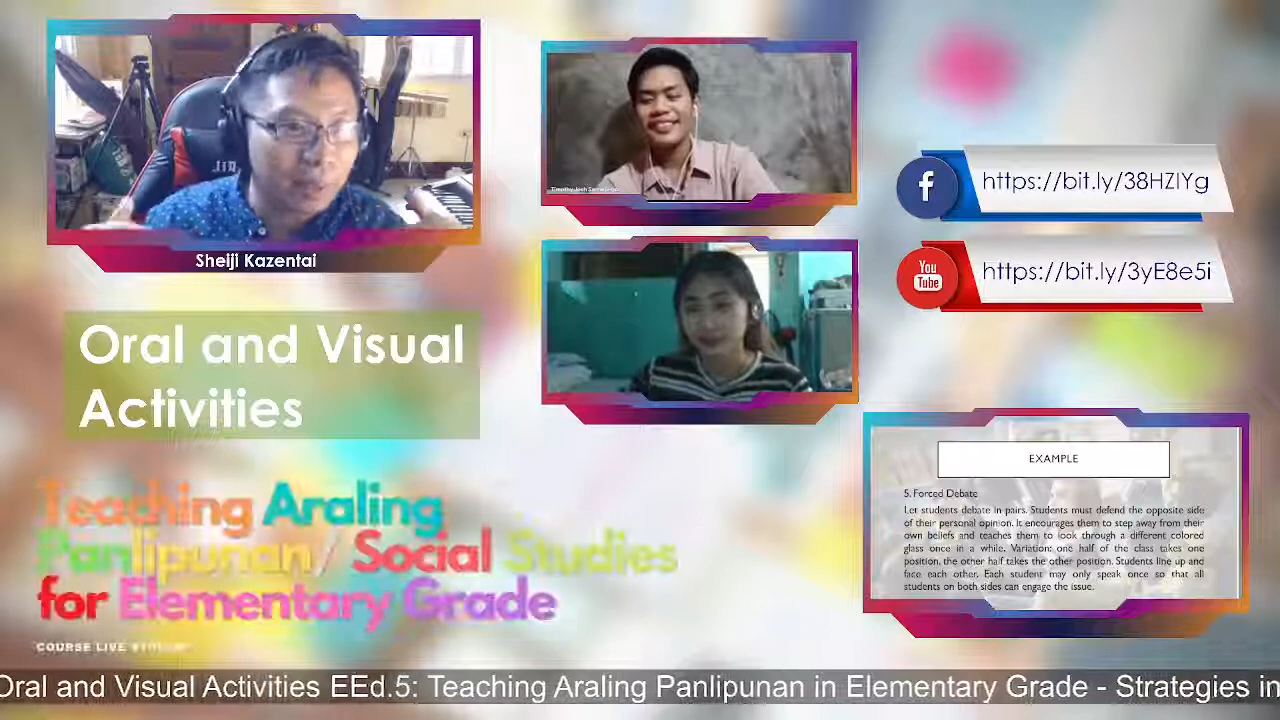 Sheiji Kazentai
https://bit.ly/38HZIYg
You
Tube
https://bit.ly/3yE8e5i
Oral and Visual
Activities
EXAMPLE
5. Forced Debate
Let students debate in pairs. Students must defend the opposite side
of their personal opinion. It encourages them to step away from their
own beliefs and teaches them to look through a different colored
glass once in a while. Variation: one half of the class takes one
position, the other half takes the other position. Students line up and
face each other. Each student may only speak once so that all
students on both sides can engage the issue.
Teaching Araling
Panlipunan/ Social Studies
for Elementary Grade
COURSE LIVE
Oral and Visual Activities EEd.5: Teaching Araling Panlipunan in Elementary Grade - Strategies in